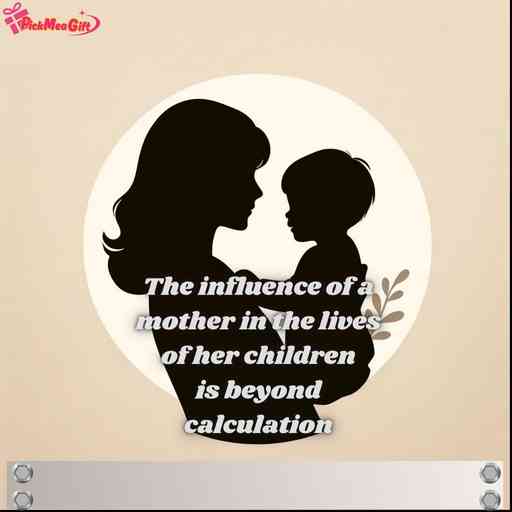 PickMeaGift
The influence of a
mother in the lives
of her children
is beyond
calculation